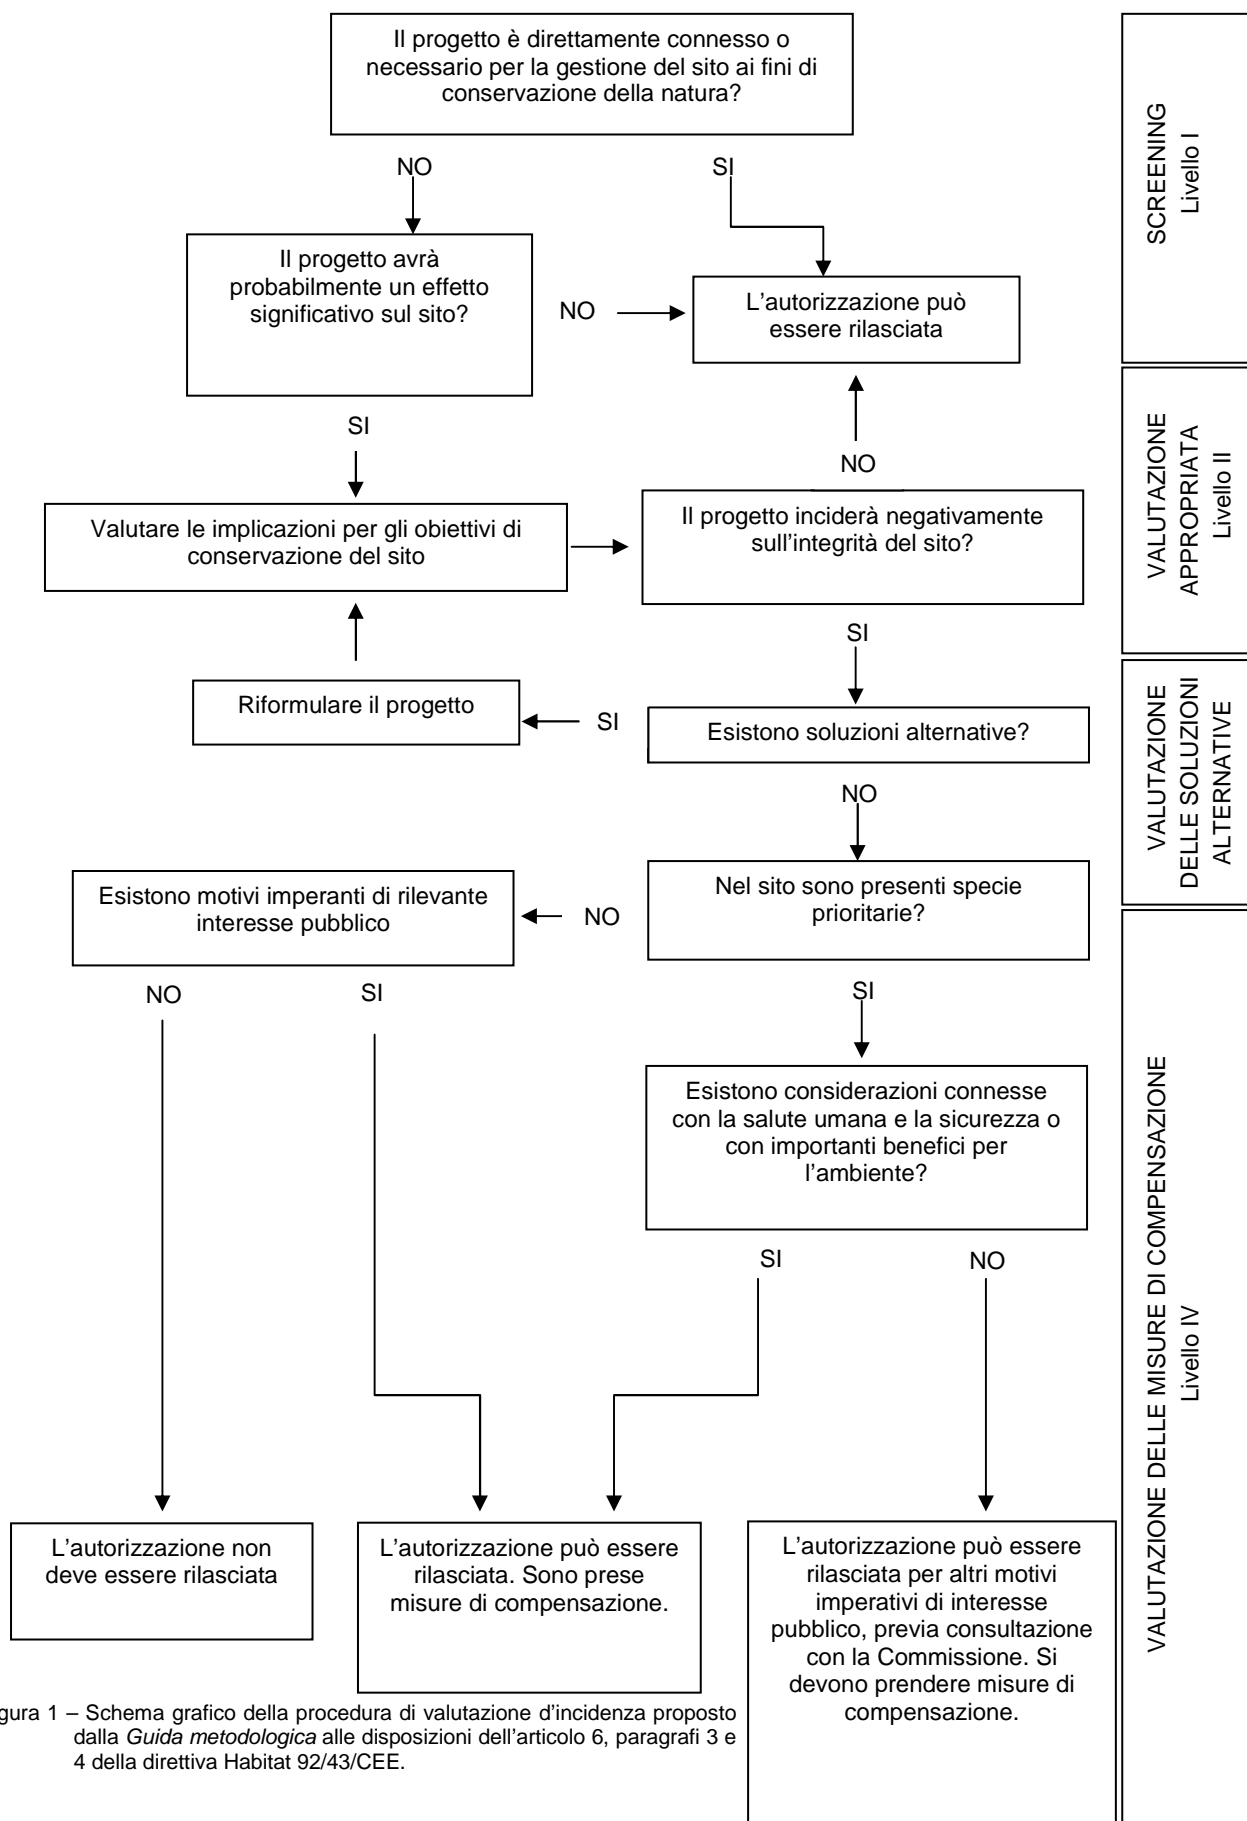 Il progetto è direttamente connesso o
necessario per la gestione del sito ai fini di
conservazione della natura?
NO
SI
Il progetto avrà
probabilmente un effetto
significativo sul sito?
NO
L'autorizzazione può
essere rilasciata
SI
NO
Valutare le implicazioni per gli obiettivi di
conservazione del sito
Il progetto inciderà negativamente
sull'integrità del sito?
SI
Riformulare il progetto
SI
Esistono soluzioni alternative?
NO
Esistono motivi imperanti di rilevante
interesse pubblico
NO
Nel sito sono presenti specie
prioritarie?
NO
SI
SI
Esistono considerazioni connesse
con la salute umana e la sicurezza o
con importanti benefici per
l'ambiente?
SI
NO
L'autorizzazione non
deve essere rilasciata
L'autorizzazione può essere
rilasciata. Sono prese
misure di compensazione.
L'autorizzazione può essere
rilasciata per altri motivi
imperativi di interesse
pubblico, previa consultazione
con la Commissione. Si
devono prendere misure di
compensazione.
gura 1 – Schema grafico della procedura di valutazione d'incidenza proposto
dalla Guida metodologica alle disposizioni dell'articolo 6, paragrafi 3 e
4 della direttiva Habitat 92/43/CEE.
SCREENING
Livello I
VALUTAZIONE
APPROPRIATA
Livello II
VALUTAZIONE
DELLE SOLUZIONI
ALTERNATIVE
VALUTAZIONE DELLE MISURE DI COMPENSAZIONE
Livello IV